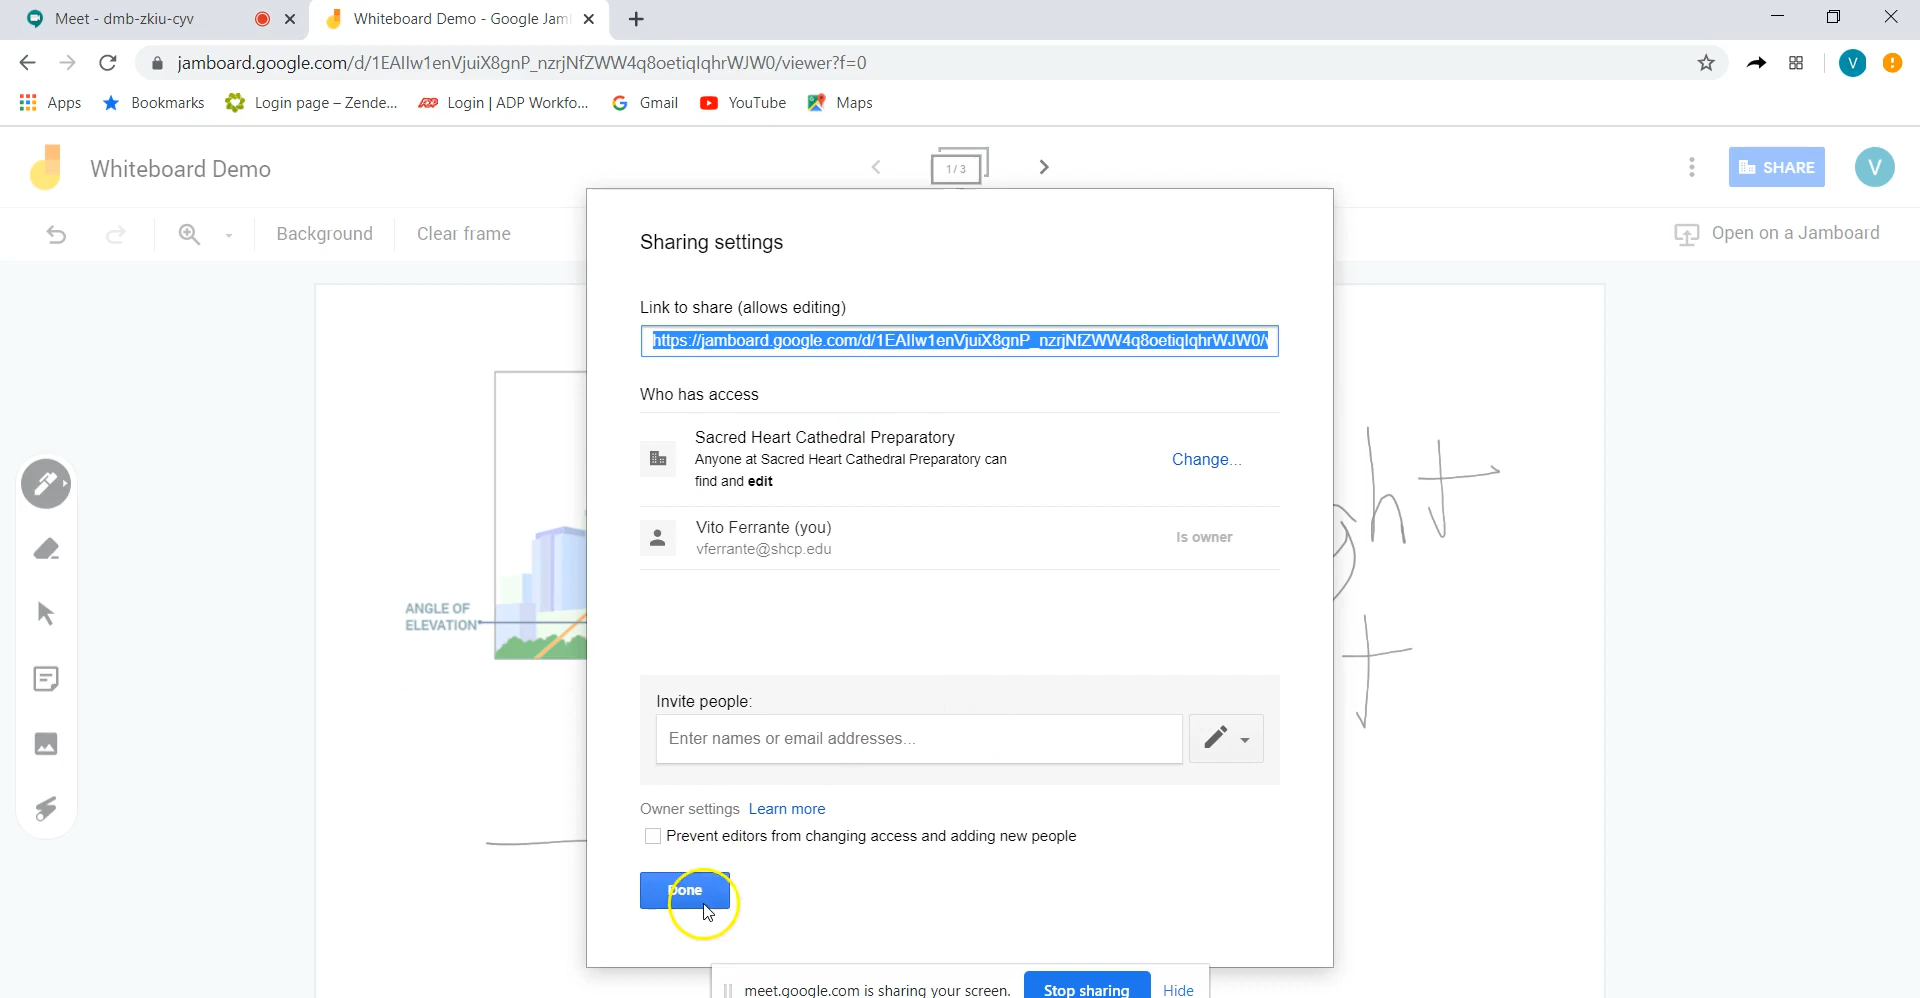 Meet - dmb-zkiu-cyv
Whiteboard Demo - Google Jam
jamboard.google.com/d/1EAIlw1enVjuiX8gnP_nzrjNfZWW4q8oetiqlqhrWJW0/viewer?f=0
V
Apps
Bookmarks
Login page – Zende...
Login | ADP Workfo...
Gmail
YouTube
Maps
Whiteboard Demo
1 / 3
SHARE
V
Background
Clear frame
Open on a Jamboard
Sharing settings
Link to share (allows editing)
https://jamboard.google.com/d/1EAIlw1enVjuiX8gnP_nzrjNfZWW4q8oetiqlqhrWJW0/
Who has access
Sacred Heart Cathedral Preparatory
Anyone at Sacred Heart Cathedral Preparatory can
find and edit
Change...
Vito Ferrante (you)
vferrante@shcp.edu
Is owner
ANGLE OF
ELEVATION
Invite people:
Enter names or email addresses...
Owner settings Learn more
Prevent editors from changing access and adding new people
Done
meet.google.com is sharing your screen.
Stop sharing
Hide